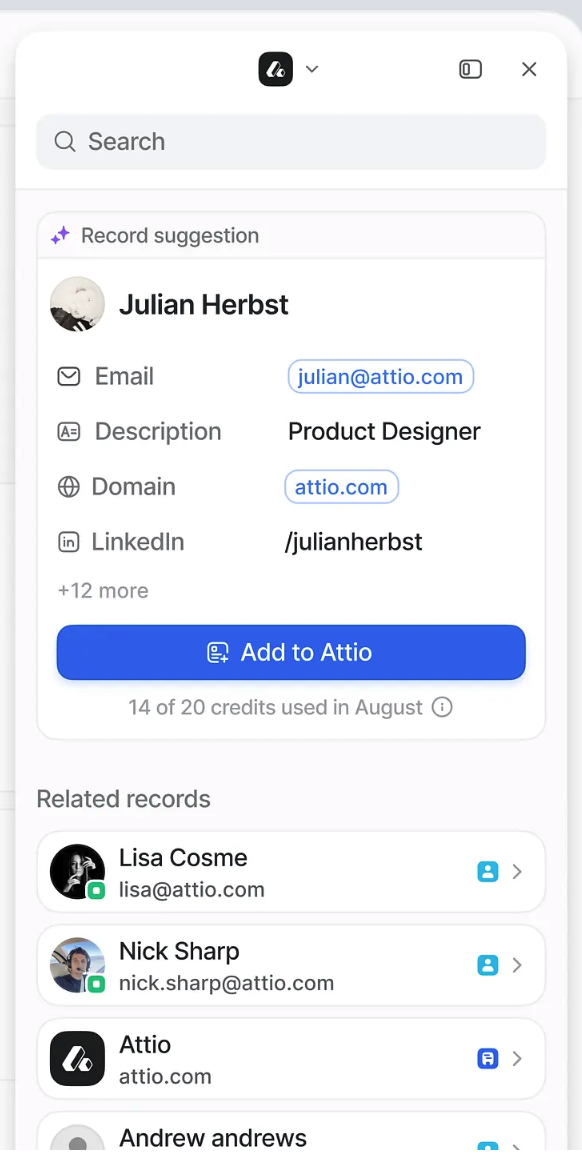 Search
Record suggestion
Julian Herbst
Email julian@attio.com
Description Product Designer
Domain attio.com
LinkedIn /julianherbst
+12 more
Add to Attio
14 of 20 credits used in August
Related records
Lisa Cosme
lisa@attio.com
Nick Sharp
nick.sharp@attio.com
Attio
attio.com
Andrew andrews